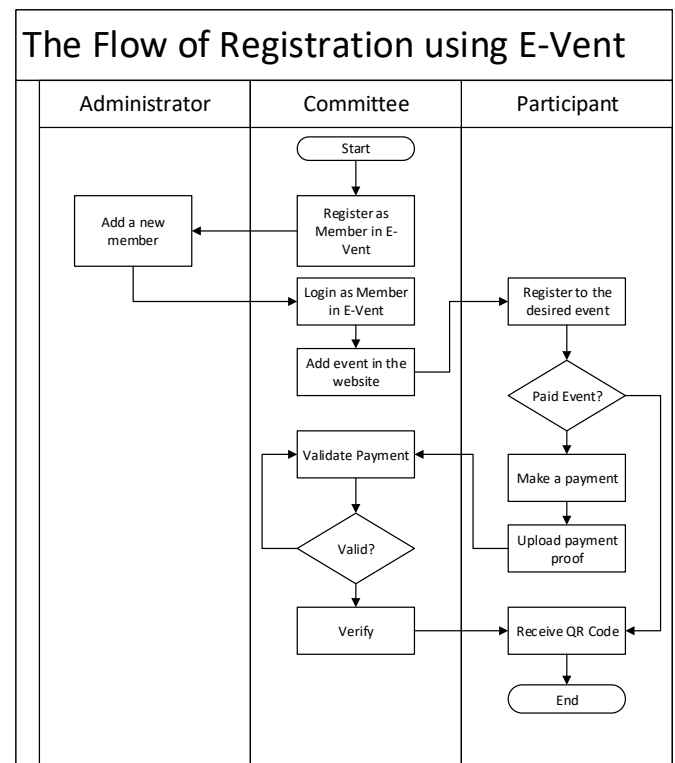 The Flow of Registration using E-Vent
Administrator
Committee
Participant
Start
Register as
Member in E-
Vent
Add a new
member
Login as Member
in E-Vent
Add event in the
website
Register to the
desired event
Paid Event?
Make a payment
Upload payment
proof
Validate Payment
Valid?
Verify
Receive QR Code
End